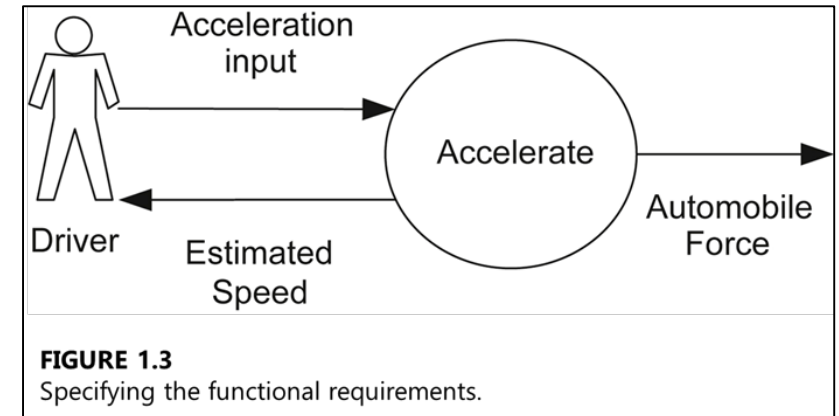 Acceleration
input
Accelerate
Automobile
Force
Driver
Estimated
Speed
FIGURE 1.3
Specifying the functional requirements.